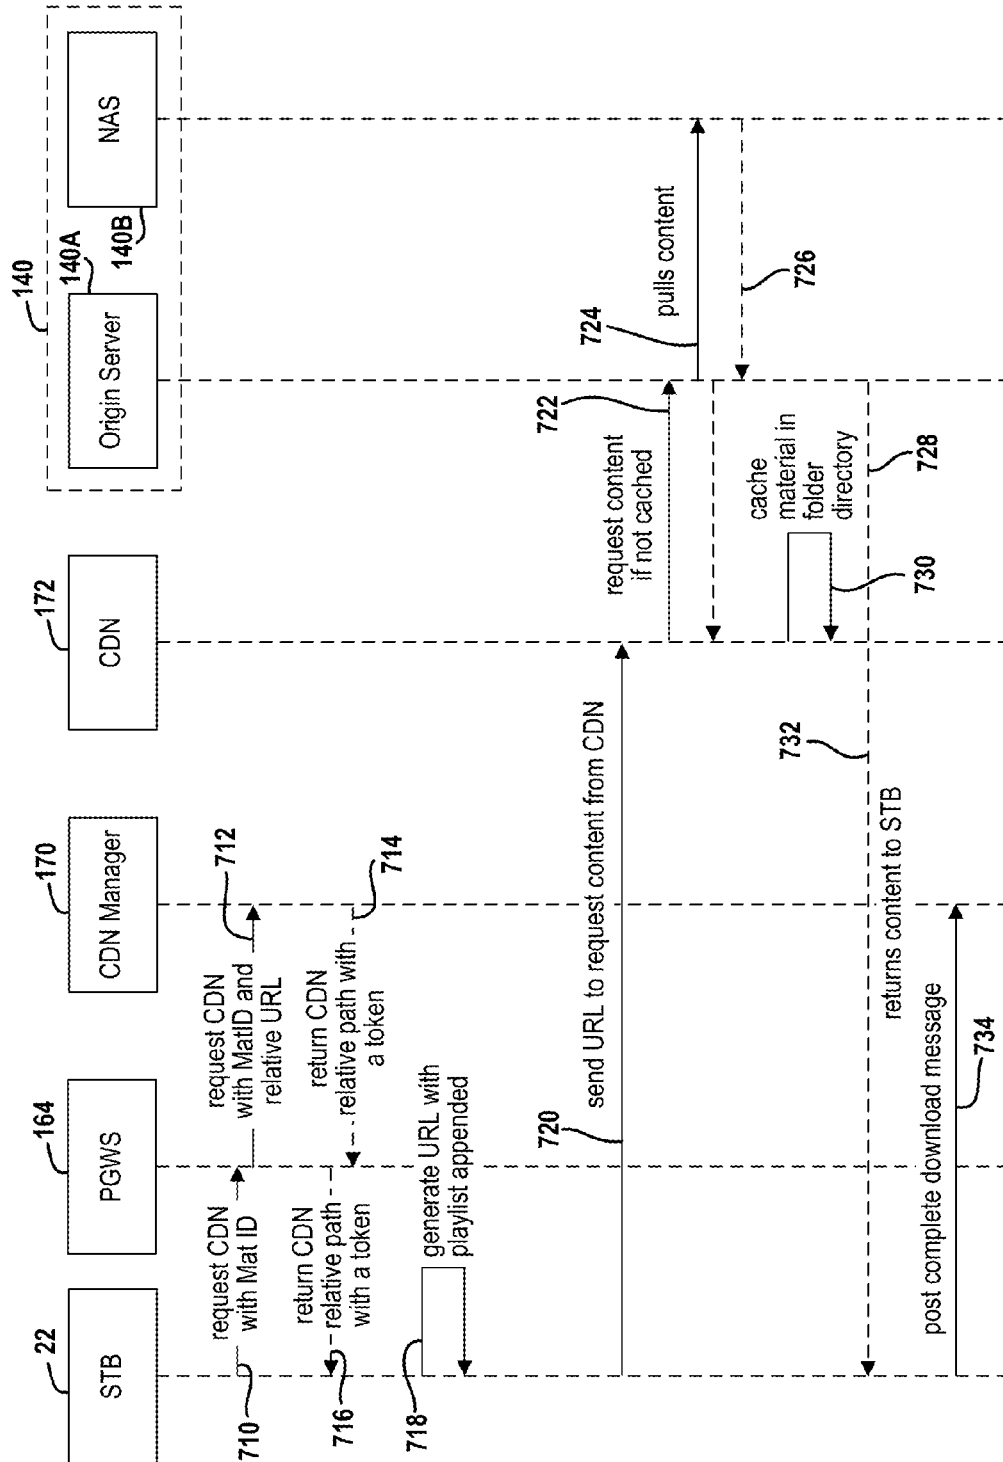 22
STB
164
PGWS
170
CDN Manager
172
CDN
140
Origin Server
140A
NAS
140B
request CDN
with Mat ID
710
request CDN
with MatID and
relative URL
712
return CDN
relative path with
a token
714
return CDN
relative path
with a token
716
generate URL with
playlist appended
718
send URL to request content from CDN
720
request content
if not cached
722
pulls content
724
726
cache
material in
folder
directory
730
728
732
returns content to STB
post complete download message
734